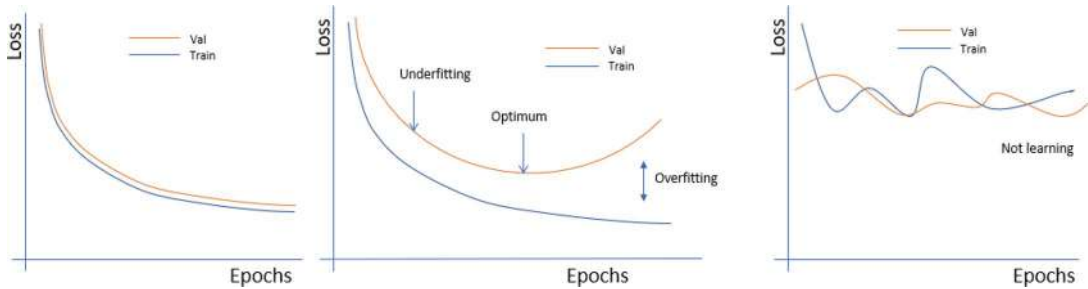 Loss
Val
Train
Epochs
Loss
Val
Train
Underfitting
Optimum
Overfitting
Epochs
Loss
Val
Train
Not learning
Epochs